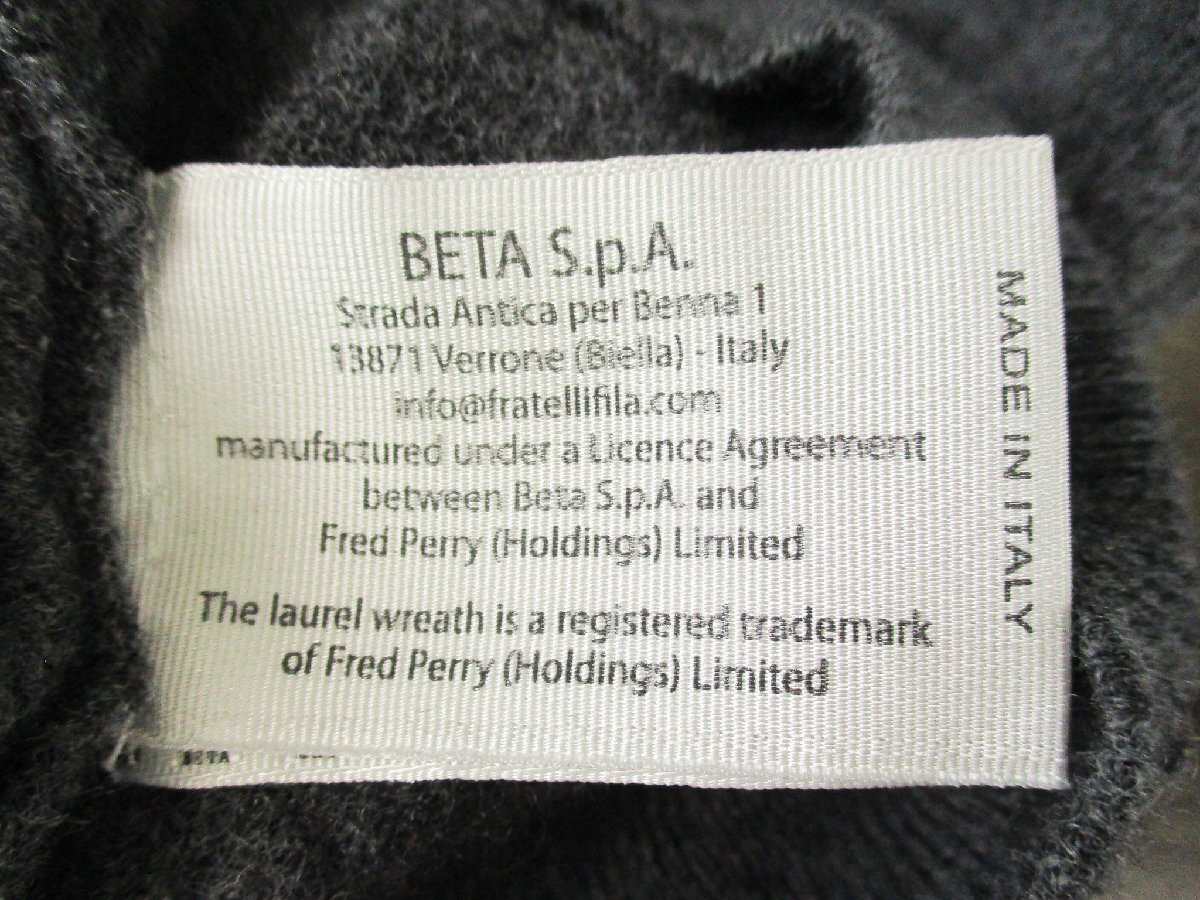 BETA S.p.A.
Strada Antica per Benna 1
13871 Verrone (Biella) - Italy
info@fratellifila.com
manufactured under a Licence Agreement
between Beta S.p.A. and
Fred Perry (Holdings) Limited
The laurel wreath is a registered trademark
of Fred Perry (Holdings) Limited
MADE IN ITALY
BETA